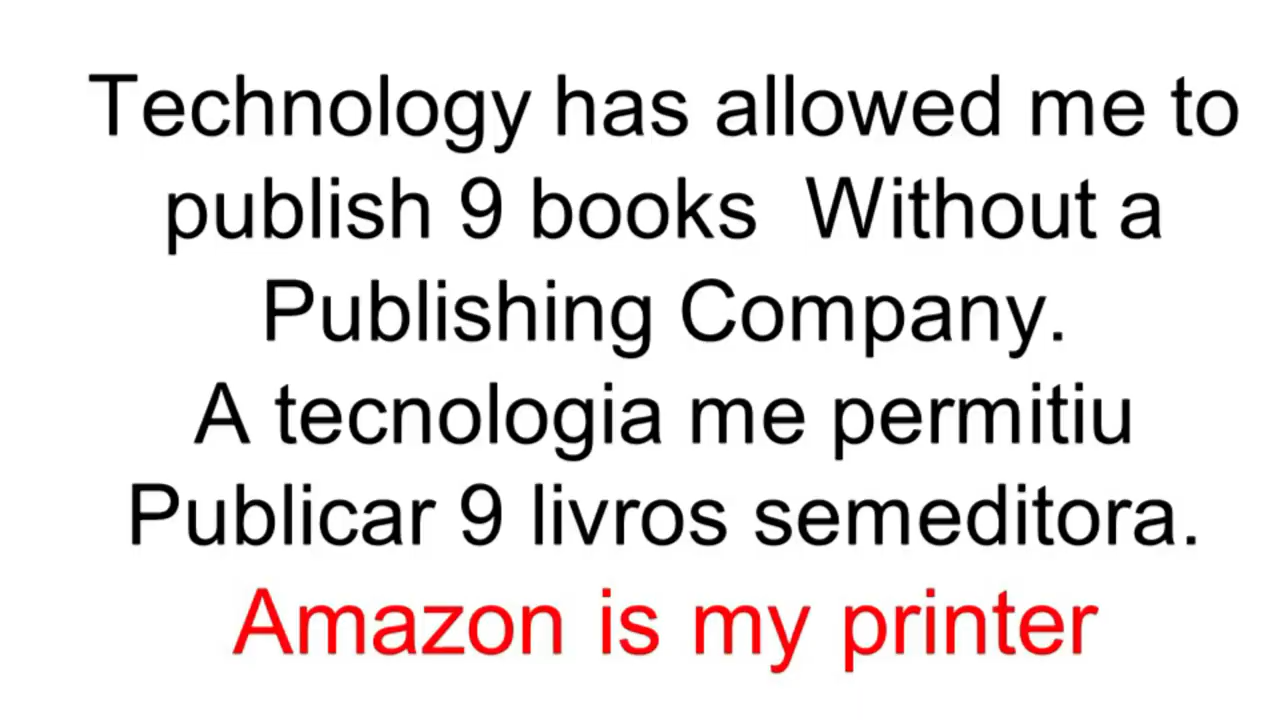 Technology has allowed me to
publish 9 books  Without a
Publishing Company.
A tecnologia me permitiu
Publicar 9 livros semeditora.
Amazon is my printer